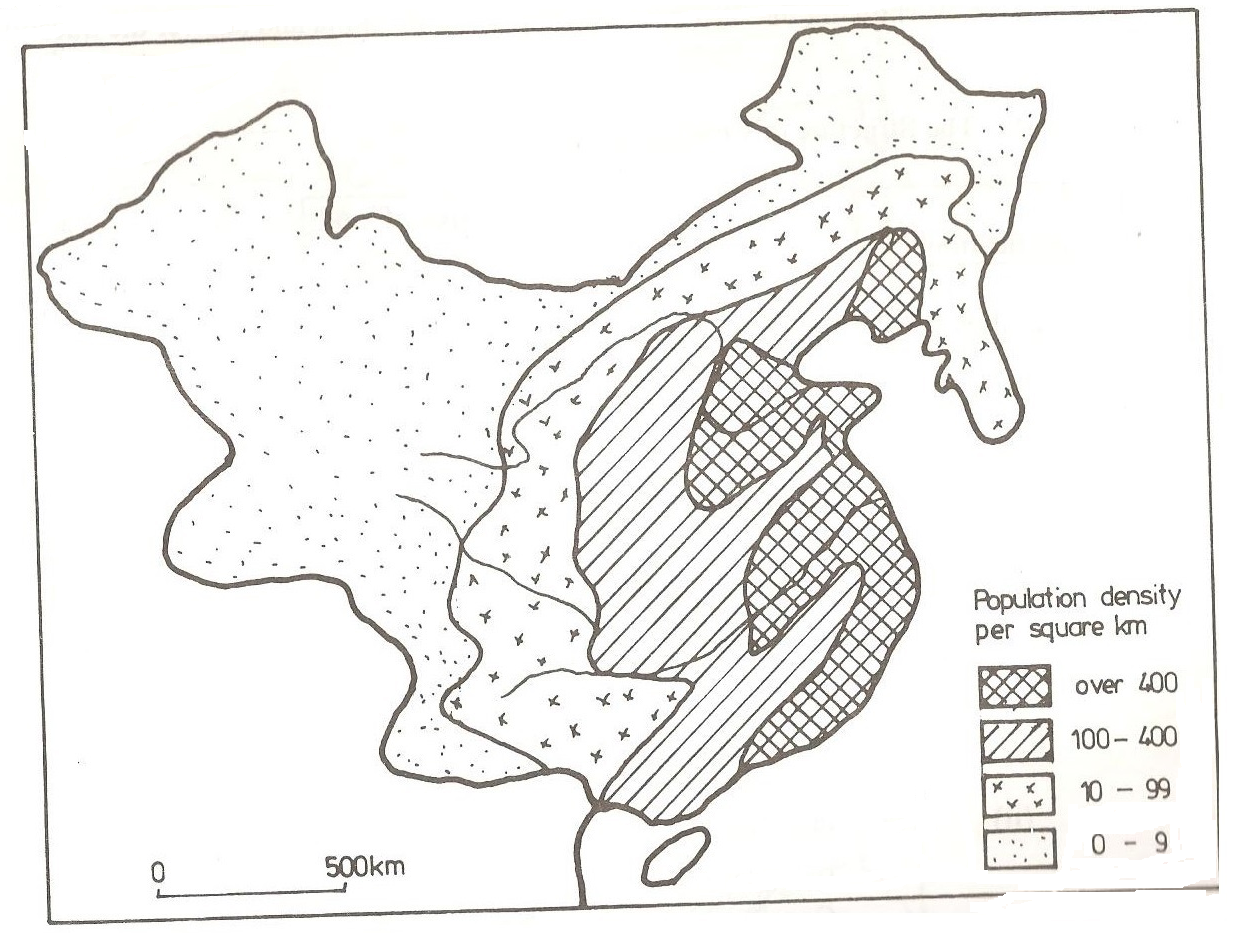 Population density
per square km
over 400
100 - 400
10 - 99
0 - 9
0 500km